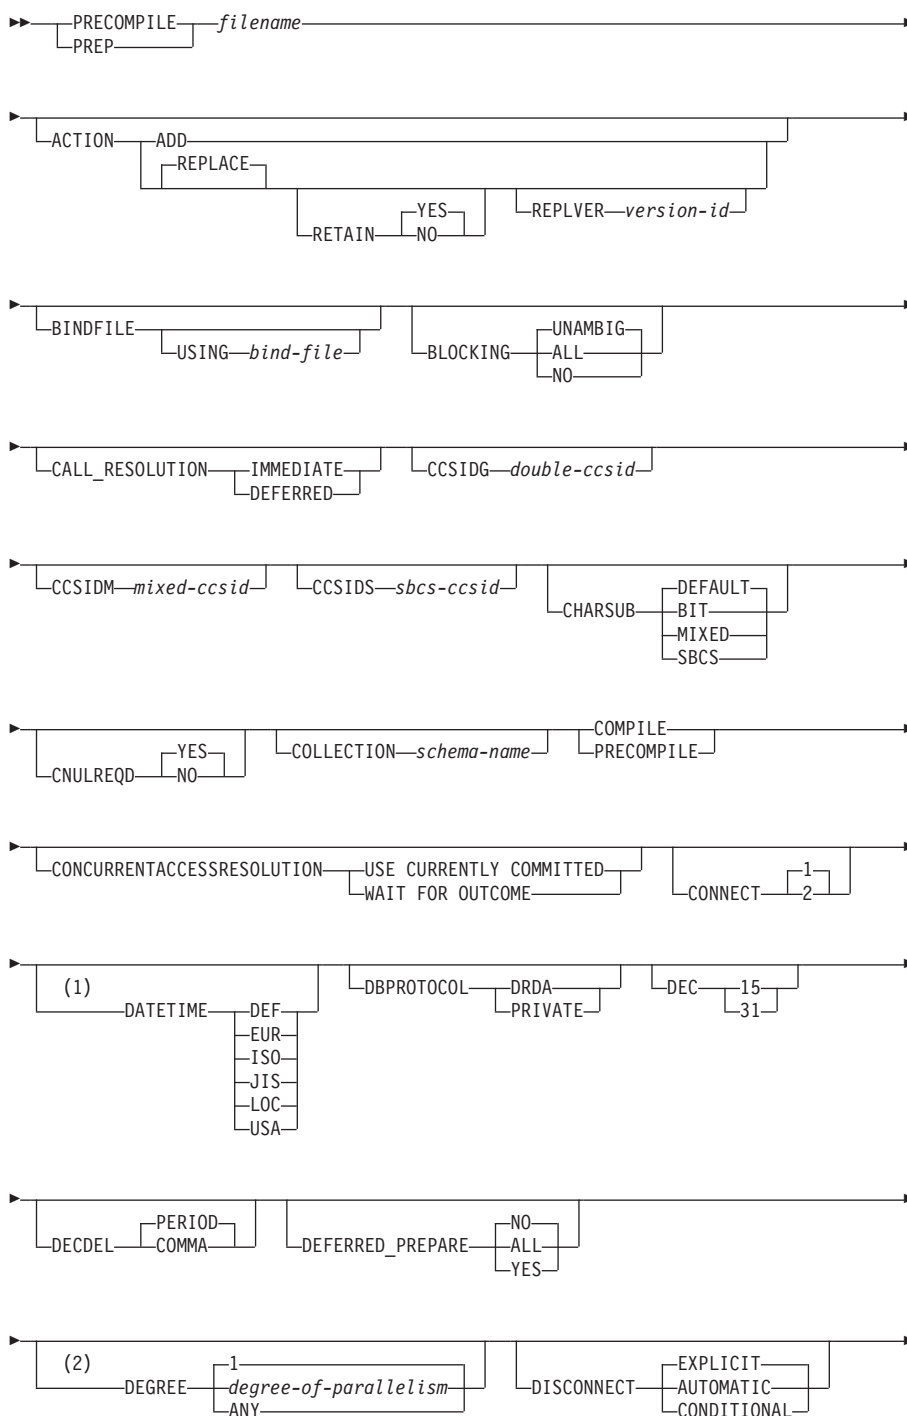 PRECOMPILE filename
PREP
ACTION ADD
REPLACE
YES REPLVER version-id
RETAIN NO
BINDFILE UNAMBIG
USING bind-file BLOCKING ALL
NO
CALL_RESOLUTION IMMEDIATE CCSIDG double-ccsid
DEFERRED
CCSIDM mixed-ccsid CCSIDS sbcs-ccsid DEFAULT
CHARSUB BIT
MIXED
SBCS
YES COLLECTION schema-name COMPILE
CNULREQD NO PRECOMPILE
CONCURRENTACCESSRESOLUTION USE CURRENTLY COMMITTED 1
WAIT FOR OUTCOME CONNECT 2
(1) DBPROTOCOL DRDA DEC 15
DATETIME DEF PRIVATE 31
EUR
ISO
JIS
LOC
USA
PERIOD NO
DECDEL COMMA DEFERRED_PREPARE ALL
YES
(2) 1 EXPLICIT
DEGREE degree-of-parallelism DISCONNECT AUTOMATIC
ANY CONDITIONAL